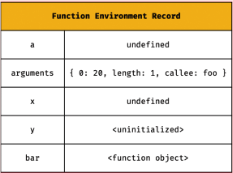 Function Environment Record
a undefined
arguments { 0: 20, length: 1, callee: foo }
x undefined
y <uninitialized>
bar <function object>